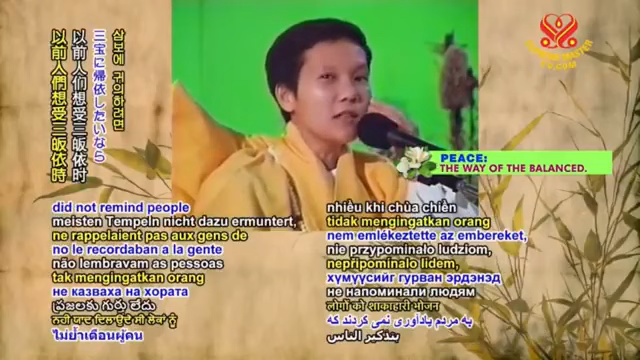 삼보에 귀의하려면
三宝に帰依したいなら
以前人们想受三皈依时
以前人們想受三皈依時
PEACE:
THE WAY OF THE BALANCED.
did not remind people
meisten Tempeln nicht dazu ermuntert,
ne rappelaient pas aux gens de
no le recordaban a la gente
não lembravam as pessoas
tak mengingatkan orang
не казваха на хората
ప్రజలకు గుర్తు లేదు
ਨਹੀ ਯਾਦ ਦਿਲਾਉਂਦੇ ਸੀ ਲੋਕਾਂ ਨੂੰ
ไม่ย้ำเตือนผู้คน
nhiều khi chùa chiền
tidak mengingatkan orang
nem emlékeztette az embereket,
nie przypominało ludziom,
nepřipomínalo lidem,
хүмүүсийг гурван эрдэнэд
не напоминали людям
लोगों को शाकाहारी भोजन
به مردم یادآوری نمی کردند که
بتذكير الناس